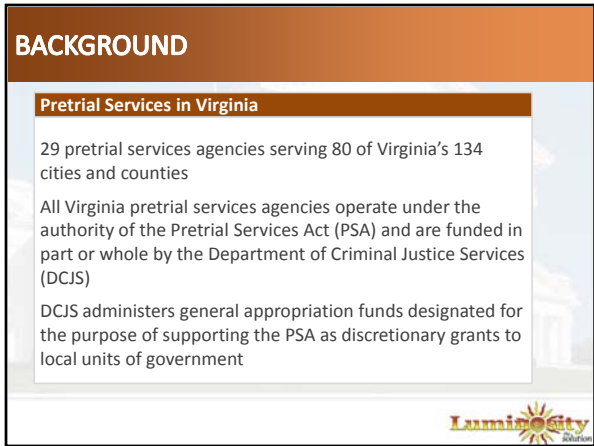 BACKGROUND
Pretrial Services in Virginia
29 pretrial services agencies serving 80 of Virginia's 134
cities and counties
All Virginia pretrial services agencies operate under the
authority of the Pretrial Services Act (PSA) and are funded in
part or whole by the Department of Criminal Justice Services
(DCJS)
DCJS administers general appropriation funds designated for
the purpose of supporting the PSA as discretionary grants to
local units of government
Luminosity
solution